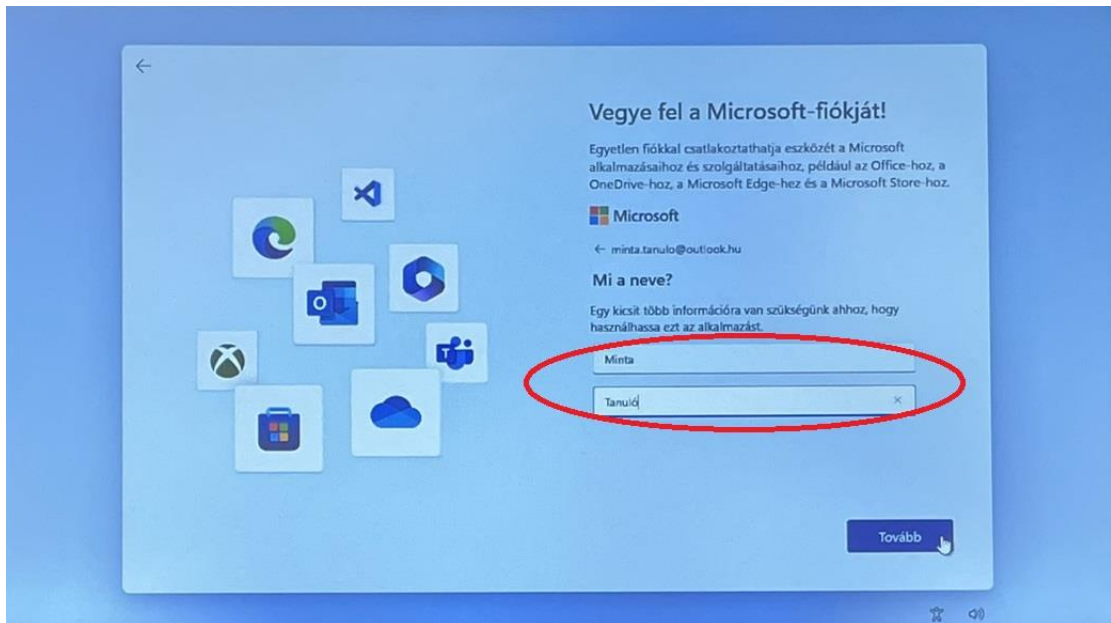 Vegye fel a Microsoft-fiókját!
Egyetlen fiókkal csatlakoztathatja eszközét a Microsoft
alkalmazásaihoz és szolgáltatásaihoz, például az Office-hoz, a
OneDrive-hoz, a Microsoft Edge-hez és a Microsoft Store-hoz.
Microsoft
← minta.tanulo@outlook.hu
Mi a neve?
Egy kicsit több információra van szükségünk ahhoz, hogy
használhassa ezt az alkalmazást.
Minta
Tanuló
Tovább